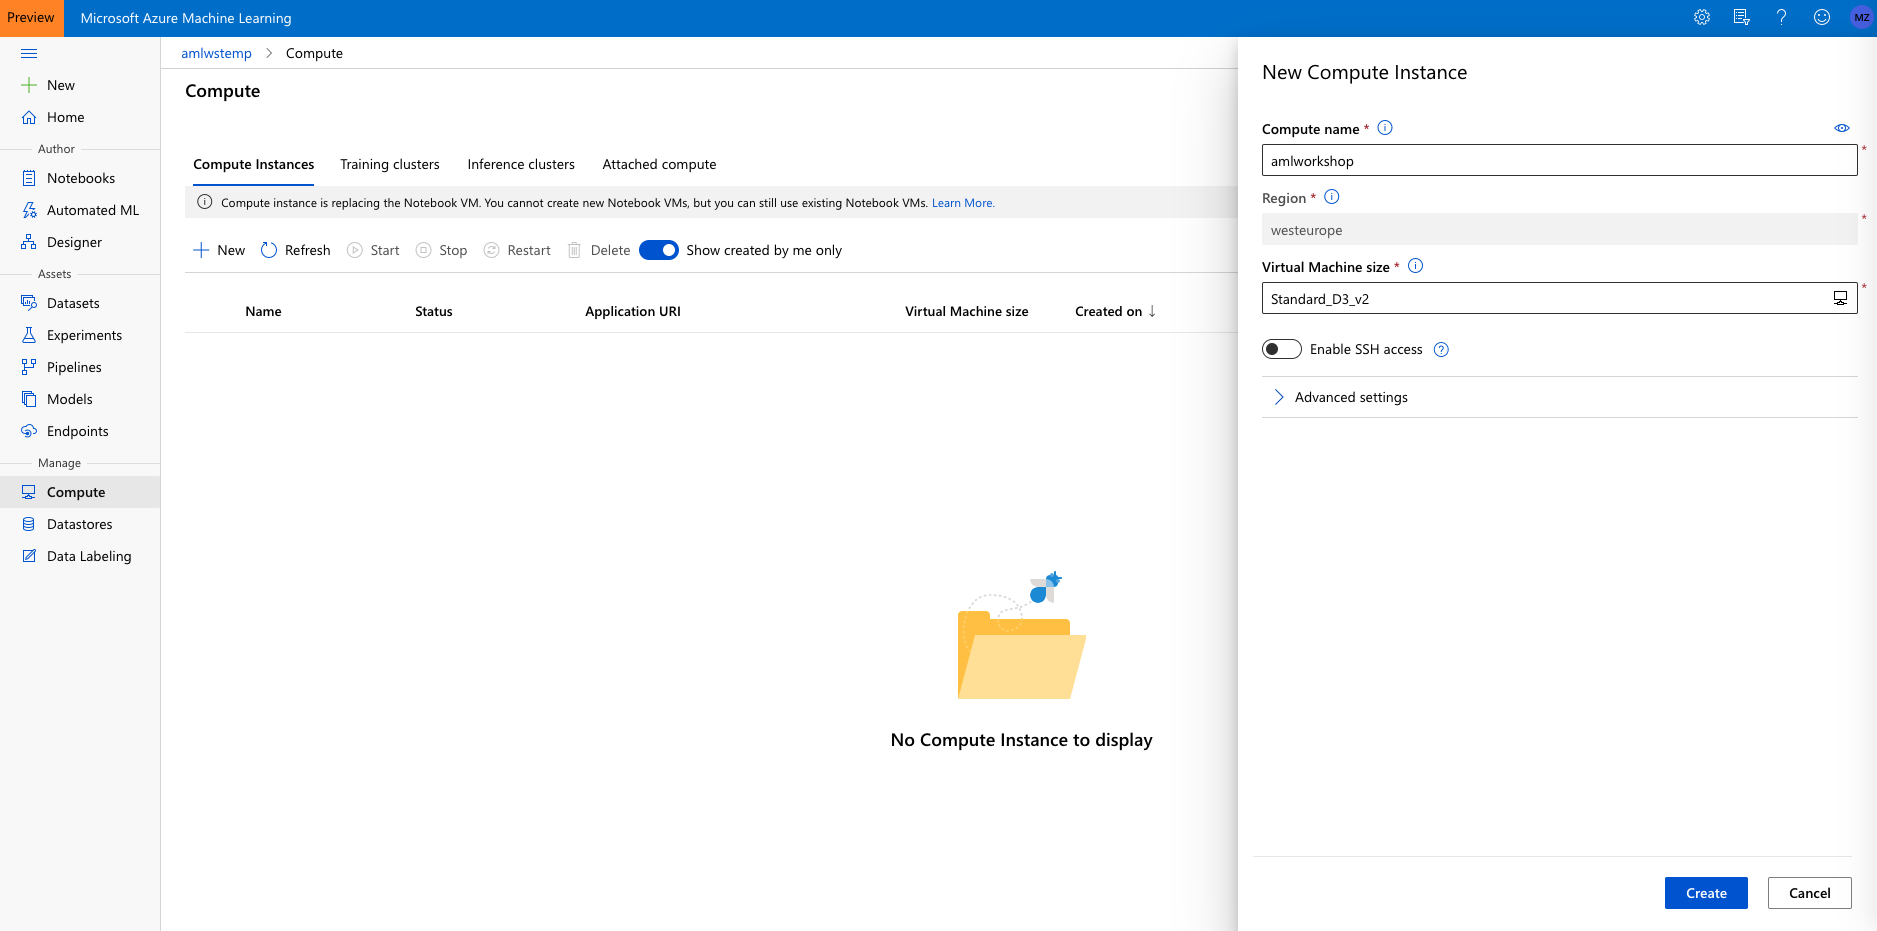 Preview
Microsoft Azure Machine Learning
MZ
New
Home
Author
Notebooks
Automated ML
Designer
Assets
Datasets
Experiments
Pipelines
Models
Endpoints
Manage
Compute
Datastores
Data Labeling
amlwstemp > Compute
Compute
Compute Instances Training clusters Inference clusters Attached compute
Compute instance is replacing the Notebook VM. You cannot create new Notebook VMs, but you can still use existing Notebook VMs. Learn More.
New Refresh Start Stop Restart Delete Show created by me only
Name Status Application URI Virtual Machine size Created on ↓
No Compute Instance to display
New Compute Instance
Compute name *
amlworkshop *
Region *
westeurope *
Virtual Machine size *
Standard_D3_v2 *
Enable SSH access
Advanced settings
Create Cancel